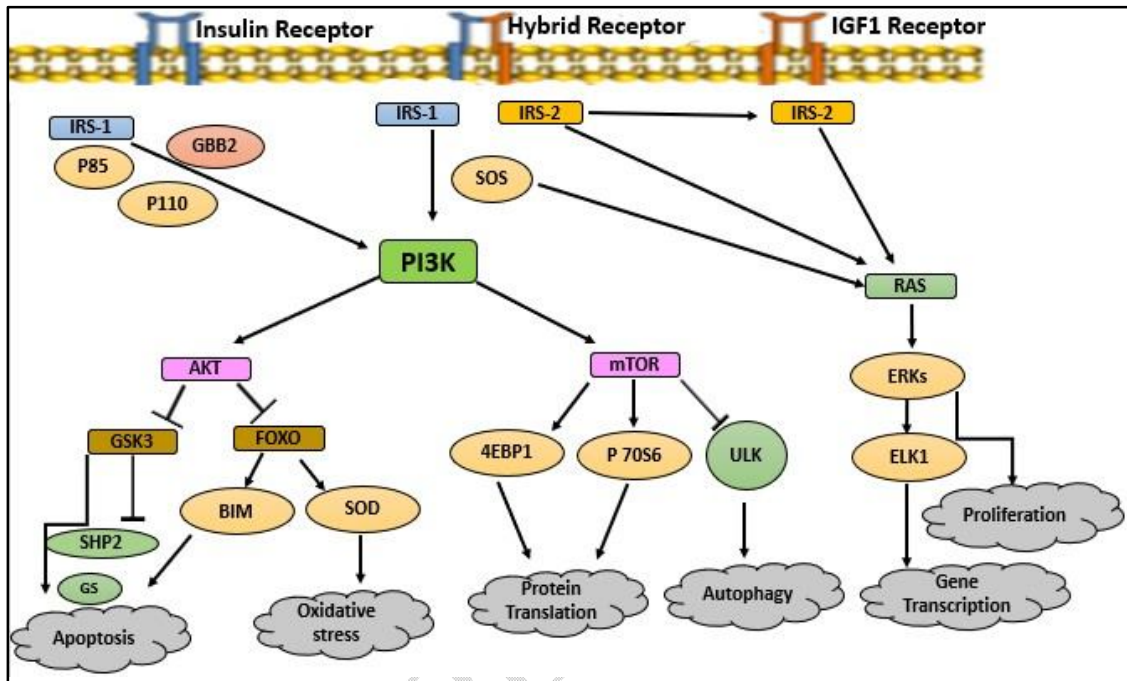 Insulin Receptor
Hybrid Receptor
IGF1 Receptor
IRS-1
IRS-1
IRS-2
IRS-2
GBB2
P85
P110
SOS
PI3K
RAS
AKT
mTOR
ERKs
GSK3
FOXO
4EBP1
P 70S6
ULK
ELK1
BIM
SOD
SHP2
GS
Proliferation
Apoptosis
Oxidative
stress
Protein
Translation
Autophagy
Gene
Transcription